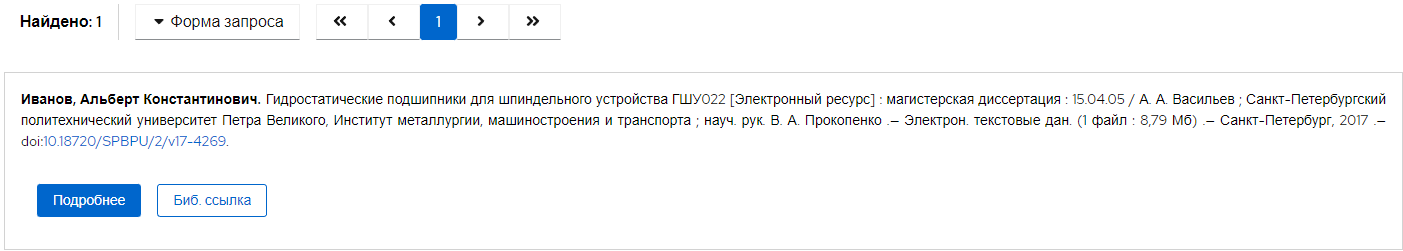 Найдено: 1 Форма запроса 1
Иванов, Альберт Константинович. Гидростатические подшипники для шпиндельного устройства ГШУ022 [Электронный ресурс] : магистерская диссертация : 15.04.05 / А. А. Васильев ; Санкт-Петербургский
политехнический университет Петра Великого, Институт металлургии, машиностроения и транспорта ; науч. рук. В. А. Прокопенко .— Электрон. текстовые дан. (1 файл : 8,79 Мб) .— Санкт-Петербург, 2017 .—
doi:10.18720/SPBPU/2/v17-4269.
Подробнее Биб. ссылка